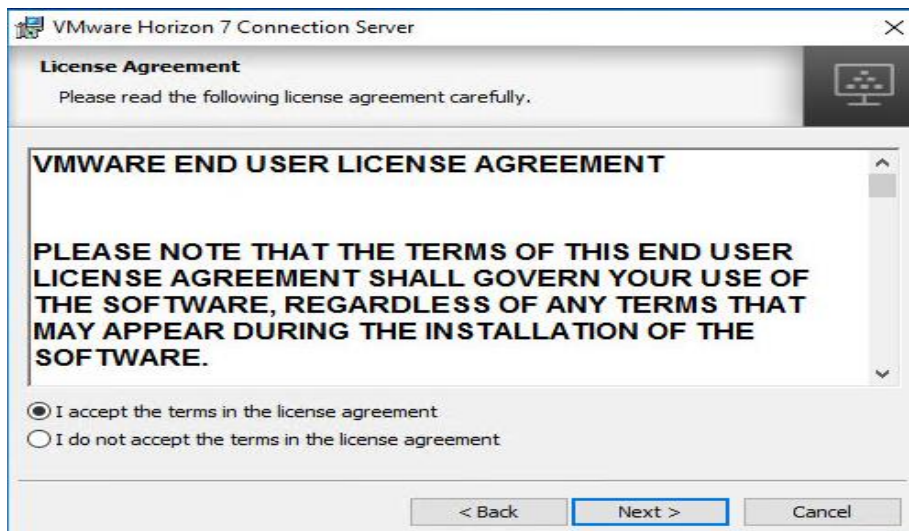 VMware Horizon 7 Connection Server
License Agreement
Please read the following license agreement carefully.
VMWARE END USER LICENSE AGREEMENT
PLEASE NOTE THAT THE TERMS OF THIS END USER
LICENSE AGREEMENT SHALL GOVERN YOUR USE OF
THE SOFTWARE, REGARDLESS OF ANY TERMS THAT
MAY APPEAR DURING THE INSTALLATION OF THE
SOFTWARE.
I accept the terms in the license agreement
I do not accept the terms in the license agreement
< Back Next > Cancel